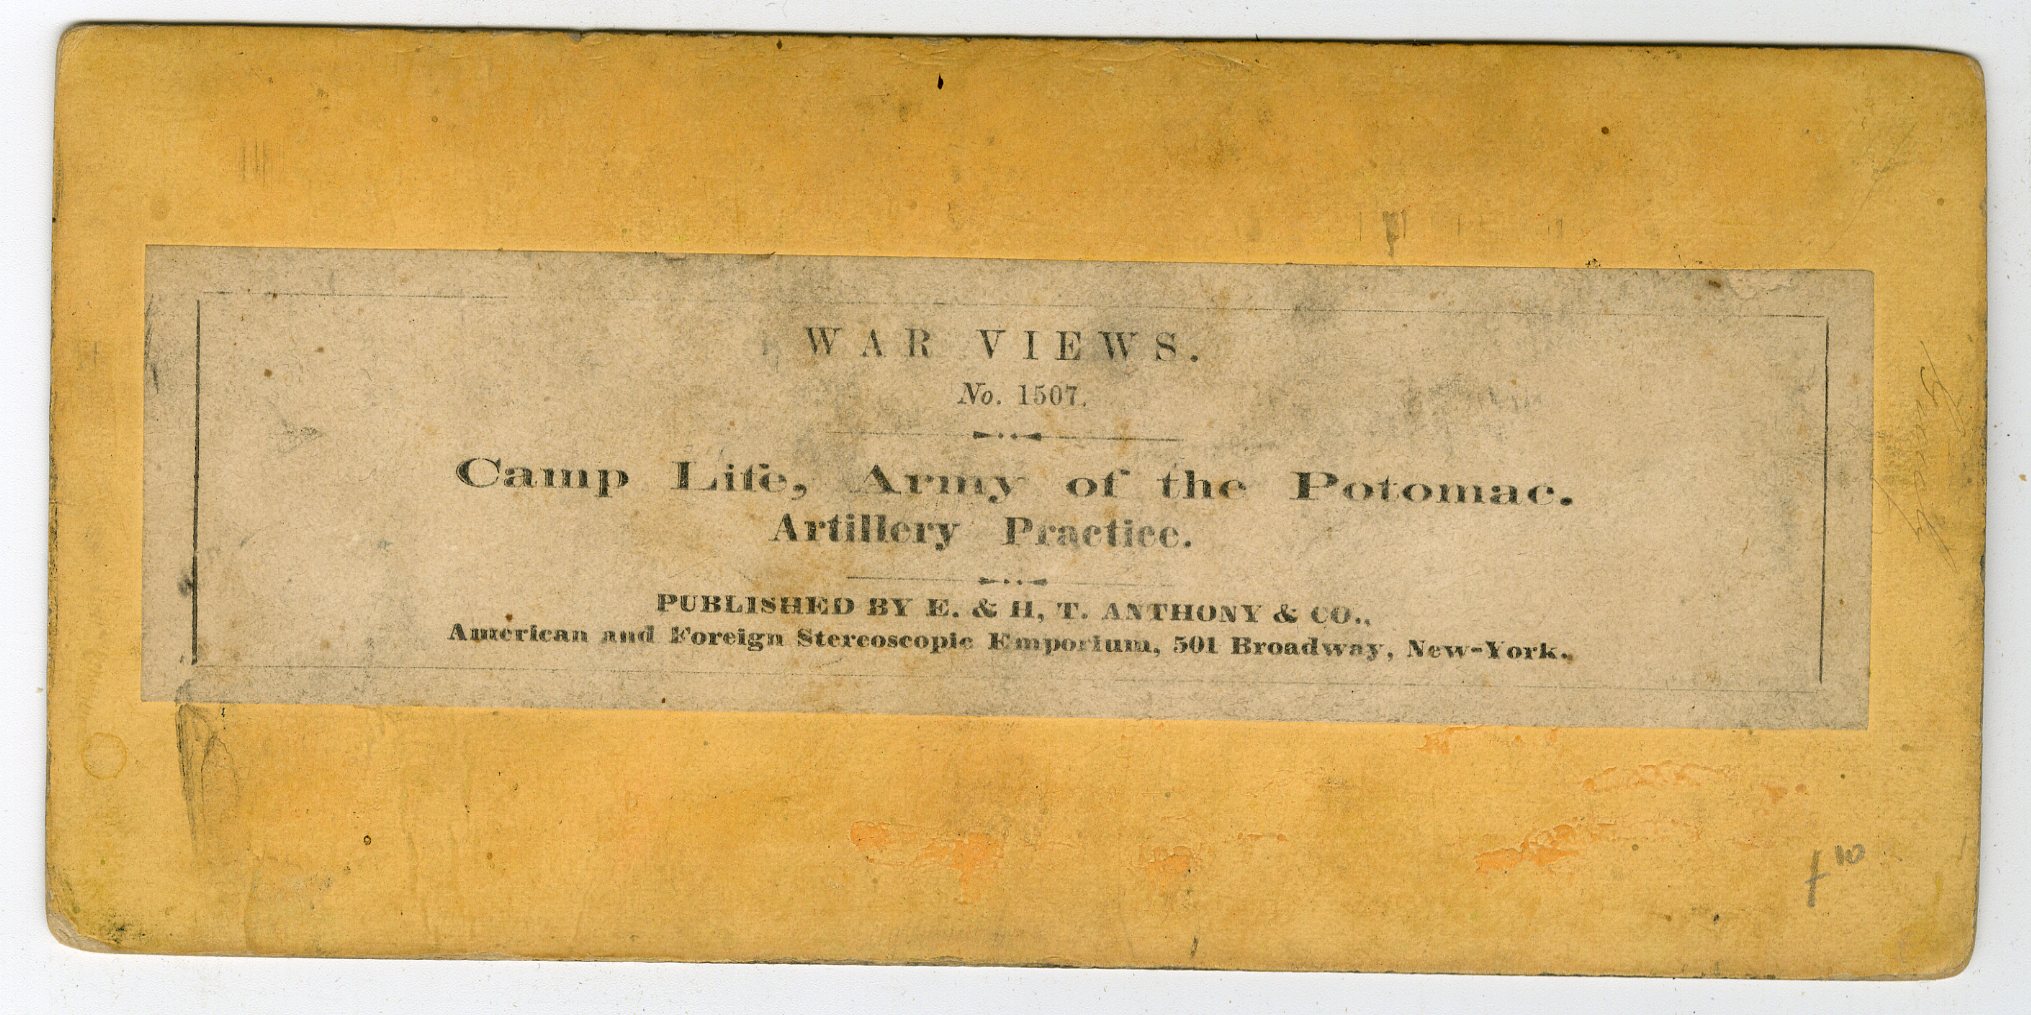 WAR VIEWS.
No. 1507.
Camp Life, Army of the Potomac.
Artillery Practice.
PUBLISHED BY E. & H. T. ANTHONY & CO.,
American and Foreign Stereoscopic Emporium, 501 Broadway, New-York.
10